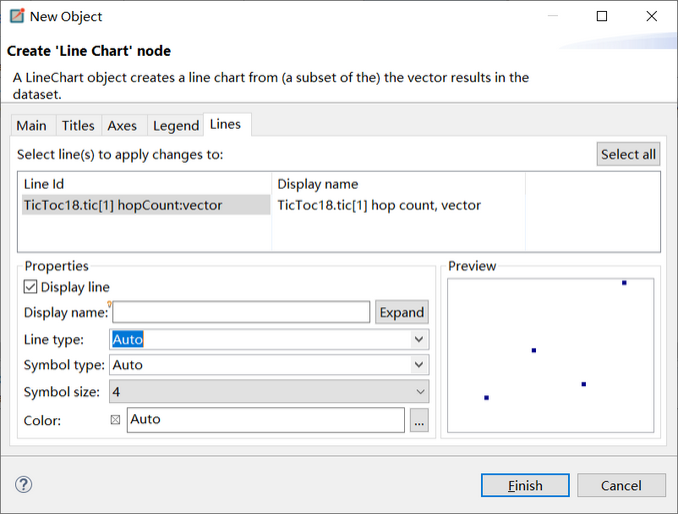 New Object
Create 'Line Chart' node
A LineChart object creates a line chart from (a subset of the) the vector results in the
dataset.
Main Titles Axes Legend Lines
Select line(s) to apply changes to:
Select all
Line Id Display name
TicToc18.tic[1] hopCount:vector TicToc18.tic[1] hop count, vector
Properties
Display line
Display name: Expand
Line type: Auto
Symbol type: Auto
Symbol size: 4
Color: Auto ...
Preview
Finish Cancel